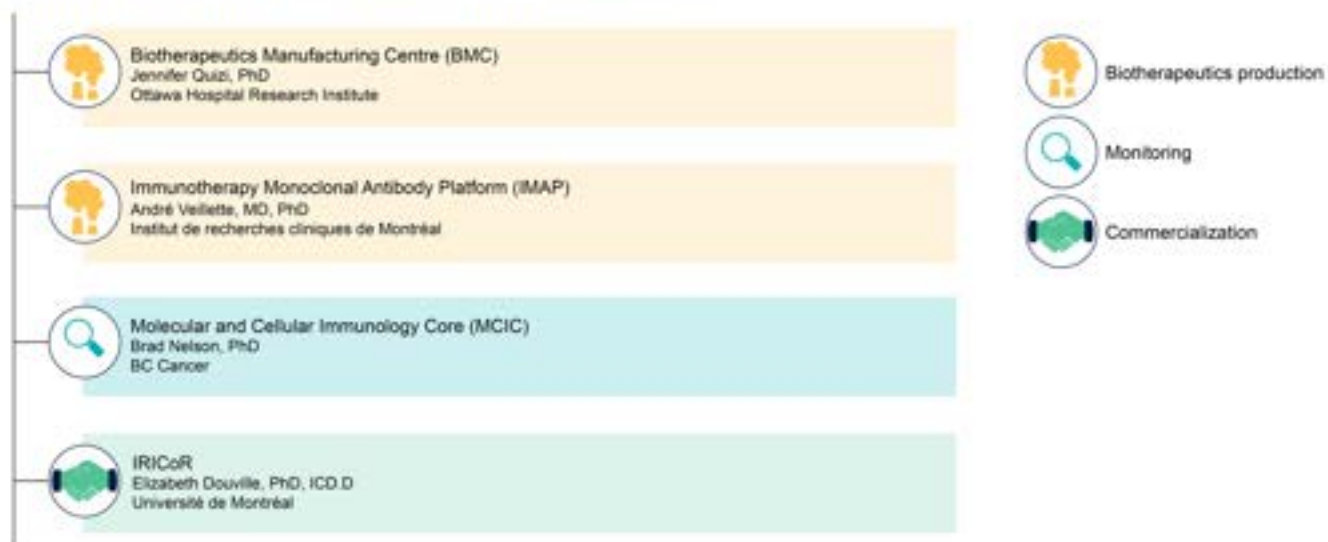 Biotherapeutics Manufacturing Centre (BMC)
Jennifer Quizi, PhD
Ottawa Hospital Research Institute
Immunotherapy Monoclonal Antibody Platform (IMAP)
André Veillette, MD, PhD
Institut de recherches cliniques de Montréal
Molecular and Cellular Immunology Core (MCIC)
Brad Nelson, PhD
BC Cancer
IRICoR
Elizabeth Douville, PhD, ICD.D
Université de Montréal
Biotherapeutics production
Monitoring
Commercialization